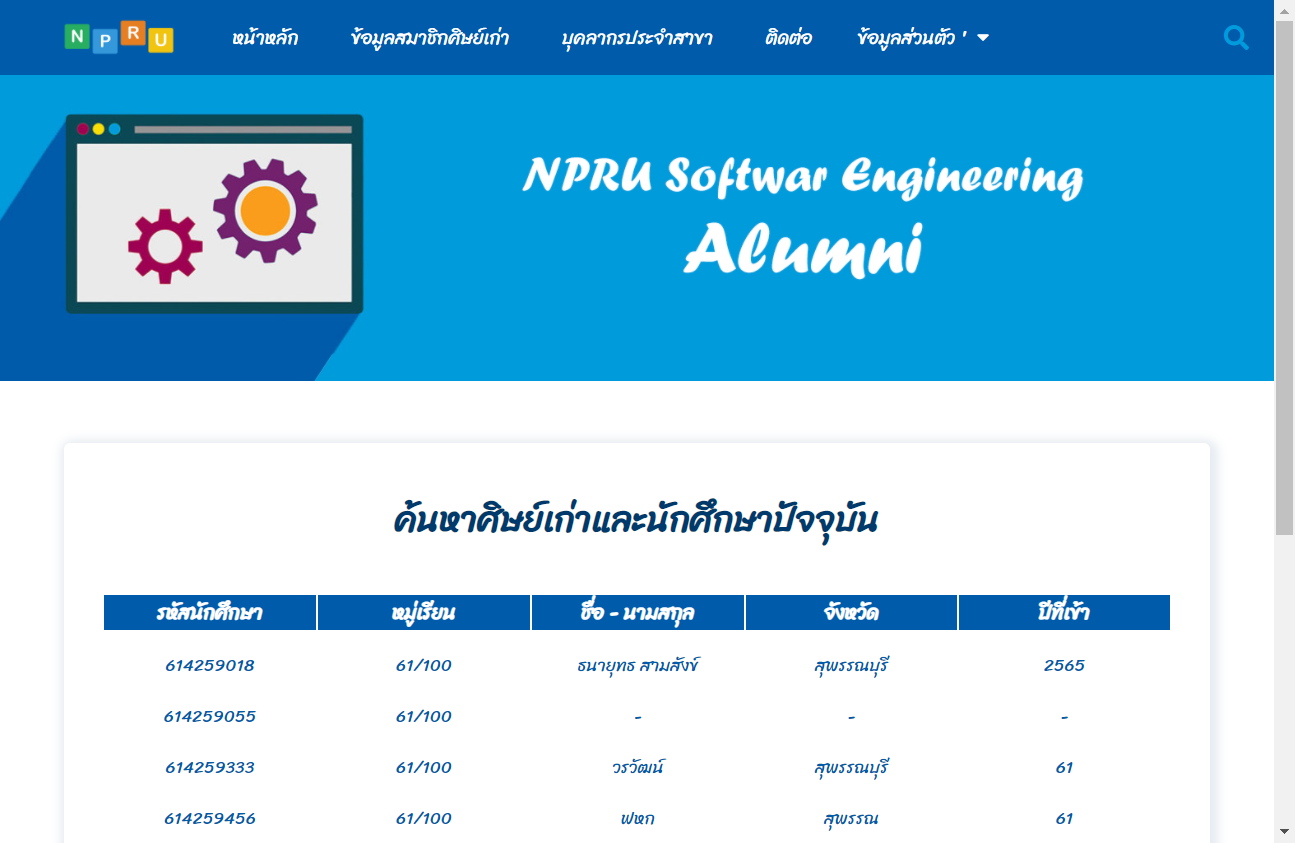 NPRU หน้าหลัก ข้อมูลสมาชิกศิษย์เก่า บุคลากรประจำสาขา ติดต่อ ข้อมูลส่วนตัว '
NPRU Softwar Engineering
Alumni
ค้นหาศิษย์เก่าและนักศึกษาปัจจุบัน
รหัสนักศึกษา หมู่เรียน ชื่อ - นามสกุล จังหวัด ปีที่เข้า
614259018 61/100 ธนายุทธ สามสังข์ สุพรรณบุรี 2565
614259055 61/100 - - -
614259333 61/100 วรวัฒน์ สุพรรณบุรี 61
614259456 61/100 ฟหก สุพรรณ 61